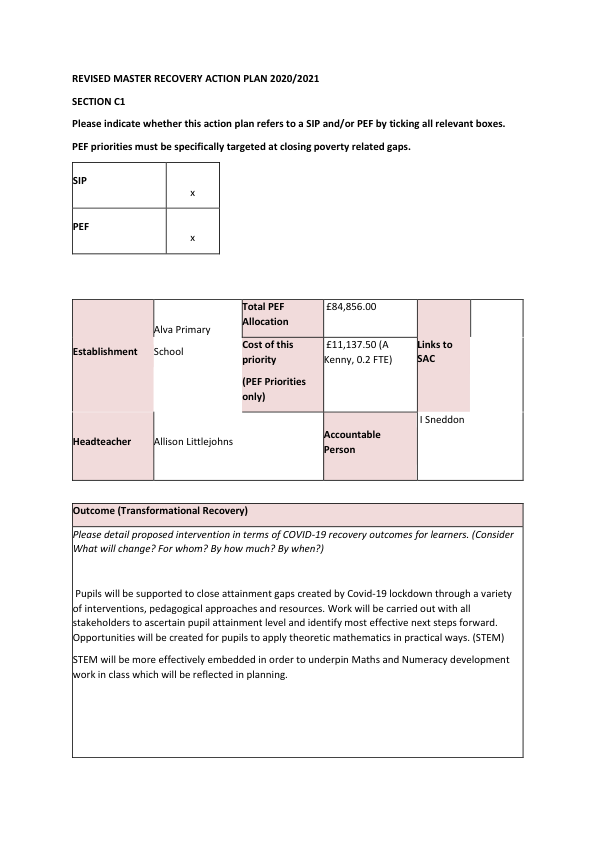 REVISED MASTER RECOVERY ACTION PLAN 2020/2021
SECTION C1
Please indicate whether this action plan refers to a SIP and/or PEF by ticking all relevant boxes.
PEF priorities must be specifically targeted at closing poverty related gaps.
SIP
x
PEF
x
Establishment
Alva Primary
School
Total PEF
Allocation
£84,856.00
Cost of this
priority
(PEF Priorities
only)
£11,137.50 (A
Kenny, 0.2 FTE)
Links to
SAC
Headteacher
Allison Littlejohns
Accountable
Person
I Sneddon
Outcome (Transformational Recovery)
Please detail proposed intervention in terms of COVID-19 recovery outcomes for learners. (Consider
What will change? For whom? By how much? By when?)
Pupils will be supported to close attainment gaps created by Covid-19 lockdown through a variety
of interventions, pedagogical approaches and resources. Work will be carried out with all
stakeholders to ascertain pupil attainment level and identify most effective next steps forward.
Opportunities will be created for pupils to apply theoretic mathematics in practical ways. (STEM)
STEM will be more effectively embedded in order to underpin Maths and Numeracy development
work in class which will be reflected in planning.